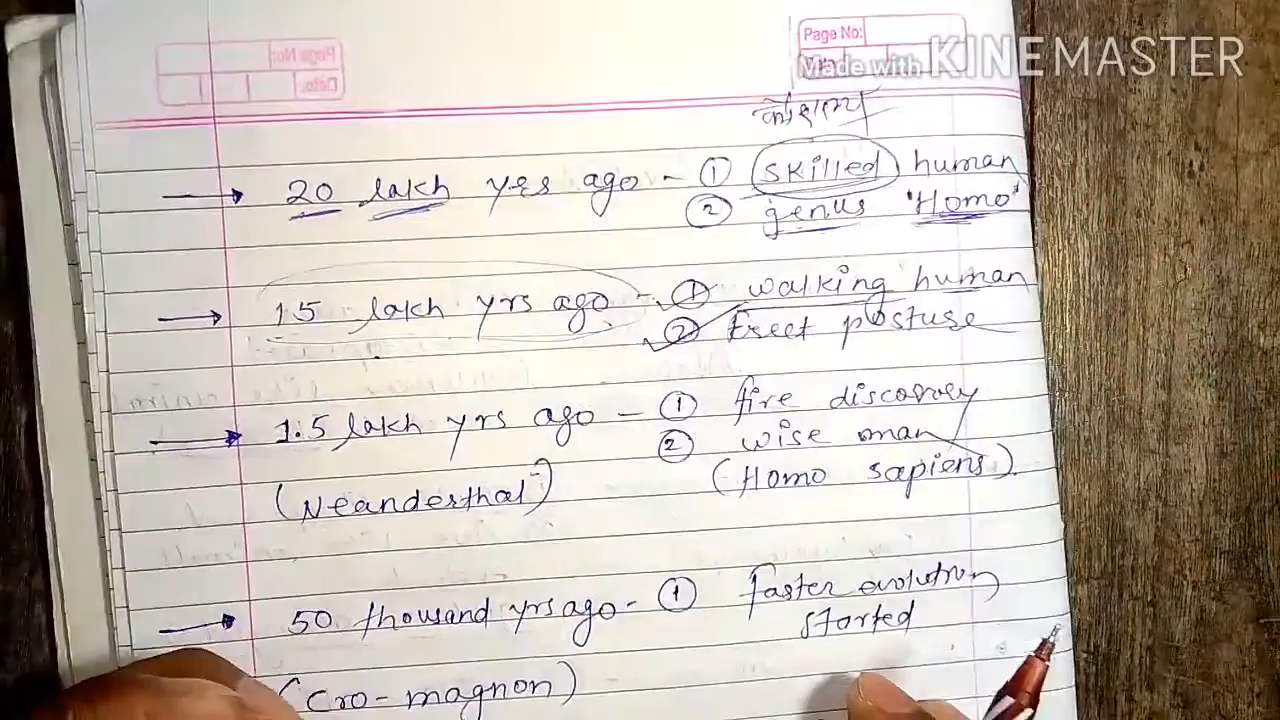 Page No:
Made with KINEMASTER
कौशल्य
→ 20 lakh yrs ago - ① skilled human
② genus 'Homo'
→ 15 lakh yrs ago - ① walking human
② Erect posture
→ 1.5 lakh yrs ago - ① fire discovery
② wise man
(Neanderthal) (Homo sapiens)
→ 50 thousand yrs ago - ① faster evolution
started
(Cro-magnon)